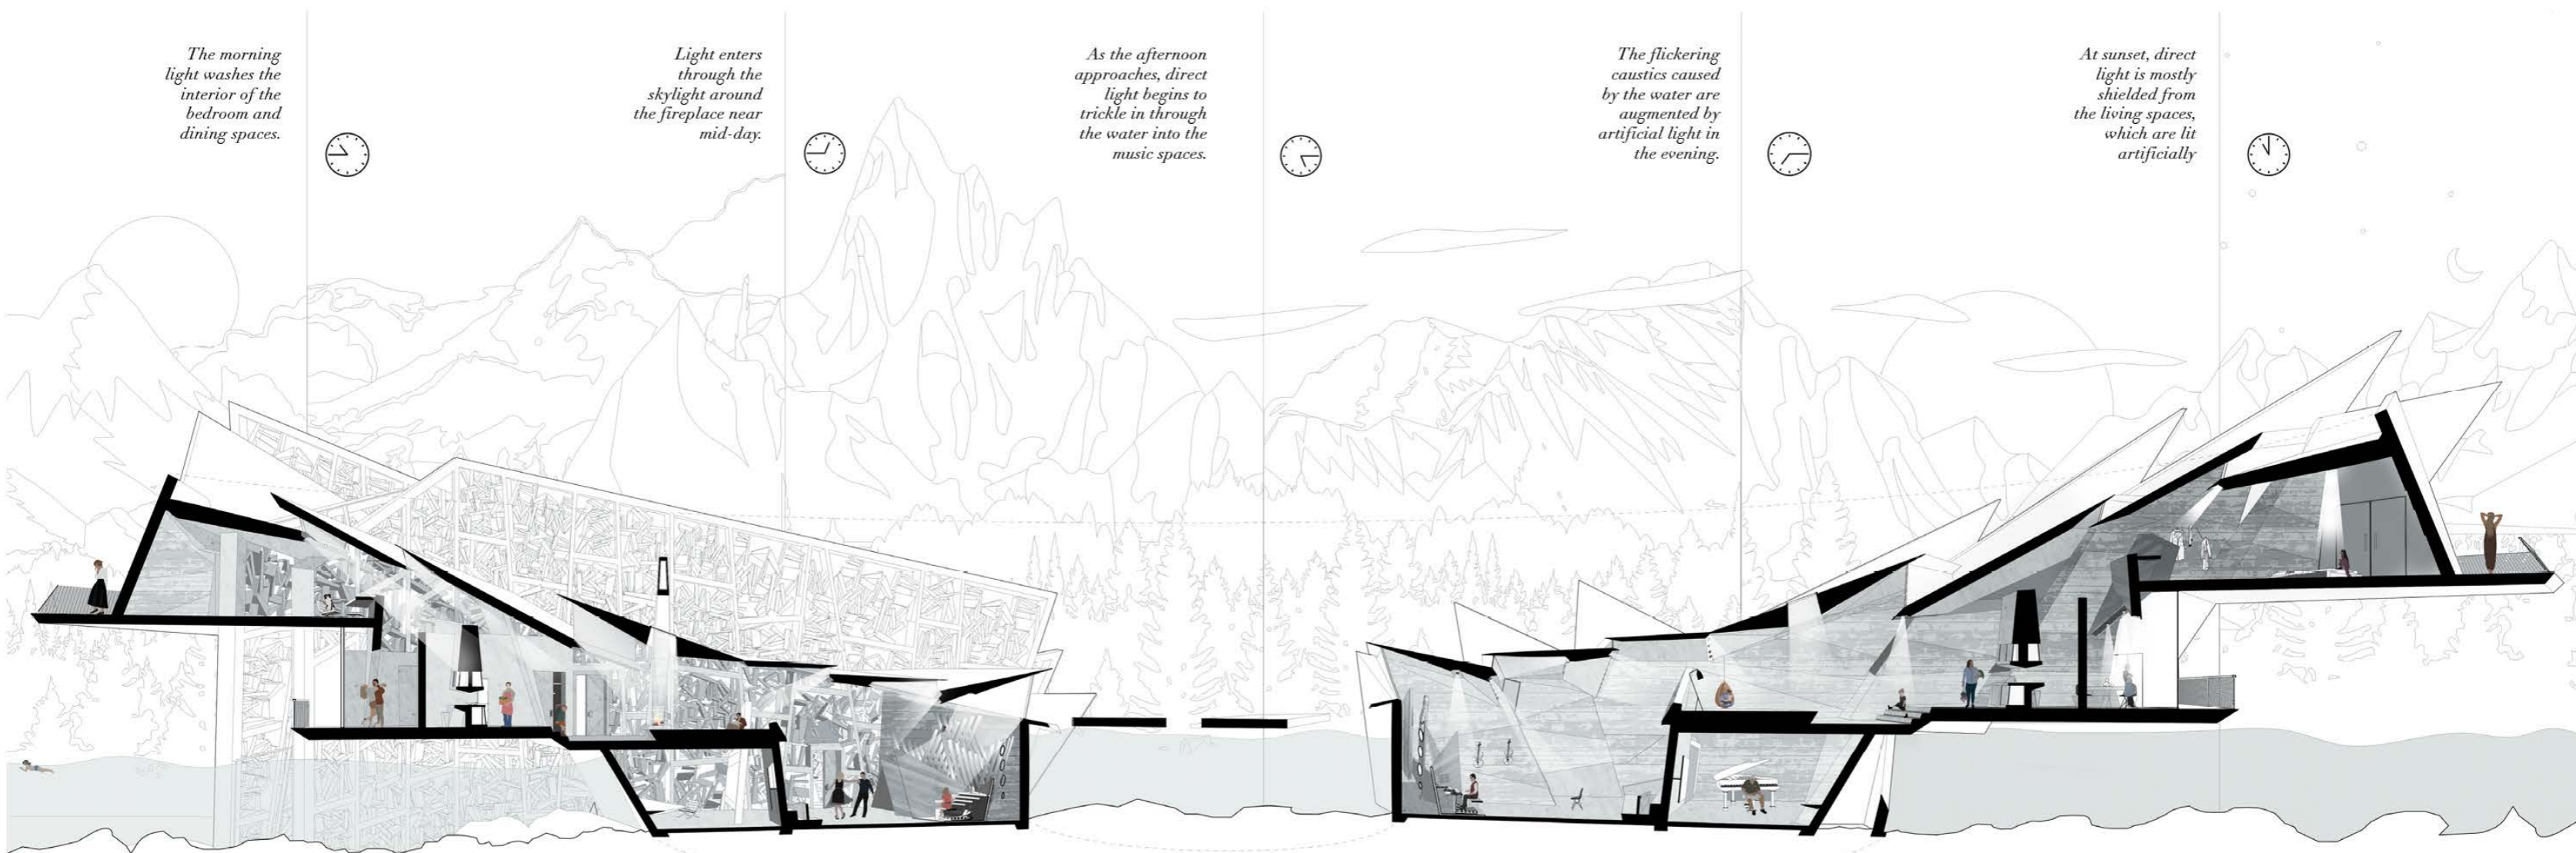 The morning
light washes the
interior of the
bedroom and
dining spaces.
Light enters
through the
skylight around
the fireplace near
mid-day.
As the afternoon
approaches, direct
light begins to
trickle in through
the water into the
music spaces.
The flickering
caustics caused
by the water are
augmented by
artificial light in
the evening.
At sunset, direct
light is mostly
shielded from
the living spaces,
which are lit
artificially